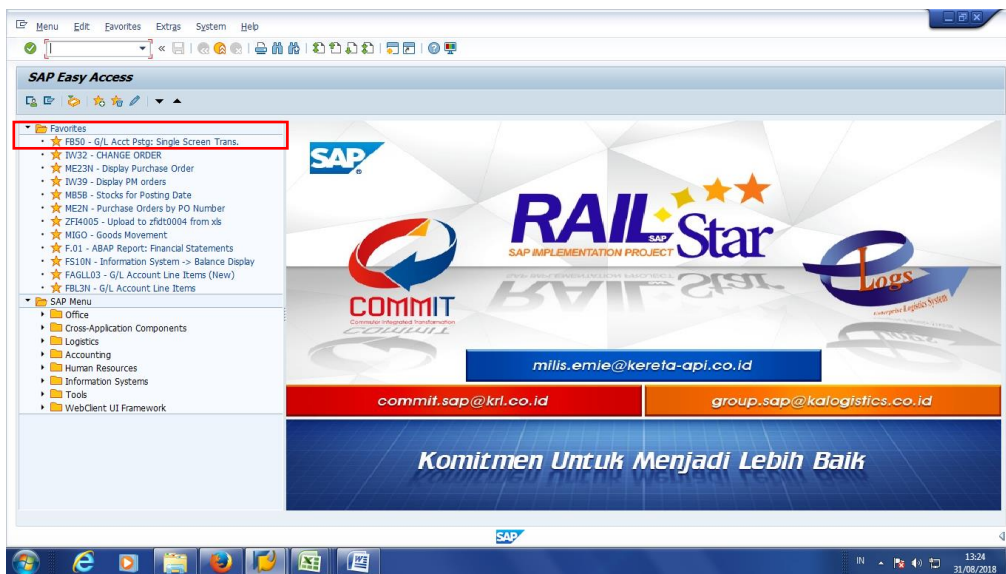 Menu Edit Favorites Extras System Help
SAP Easy Access
Favorites
FB50 - G/L Acct Pstg: Single Screen Trans.
IW32 - CHANGE ORDER
ME23N - Display Purchase Order
IW39 - Display PM orders
MB5B - Stocks for Posting Date
ME2N - Purchase Orders by PO Number
ZFI4005 - Upload to zfidt0004 from xls
MIGO - Goods Movement
F.01 - ABAP Report: Financial Statements
FS10N - Information System -> Balance Display
FAGLL03 - G/L Account Line Items (New)
FBL3N - G/L Account Line Items
SAP Menu
Office
Cross-Application Components
Logistics
Accounting
Human Resources
Information Systems
Tools
WebClient UI Framework
SAP
RAIL Star
SAP
SAP IMPLEMENTATION PROJECT
COMMIT
Commuter Integrated Transformation
Logs
Enterprise Logistics System
milis.emie@kereta-api.co.id
commit.sap@krl.co.id
group.sap@kalogistics.co.id
Komitmen Untuk Menjadi Lebih Baik
SAP
IN
13:24
31/08/2018